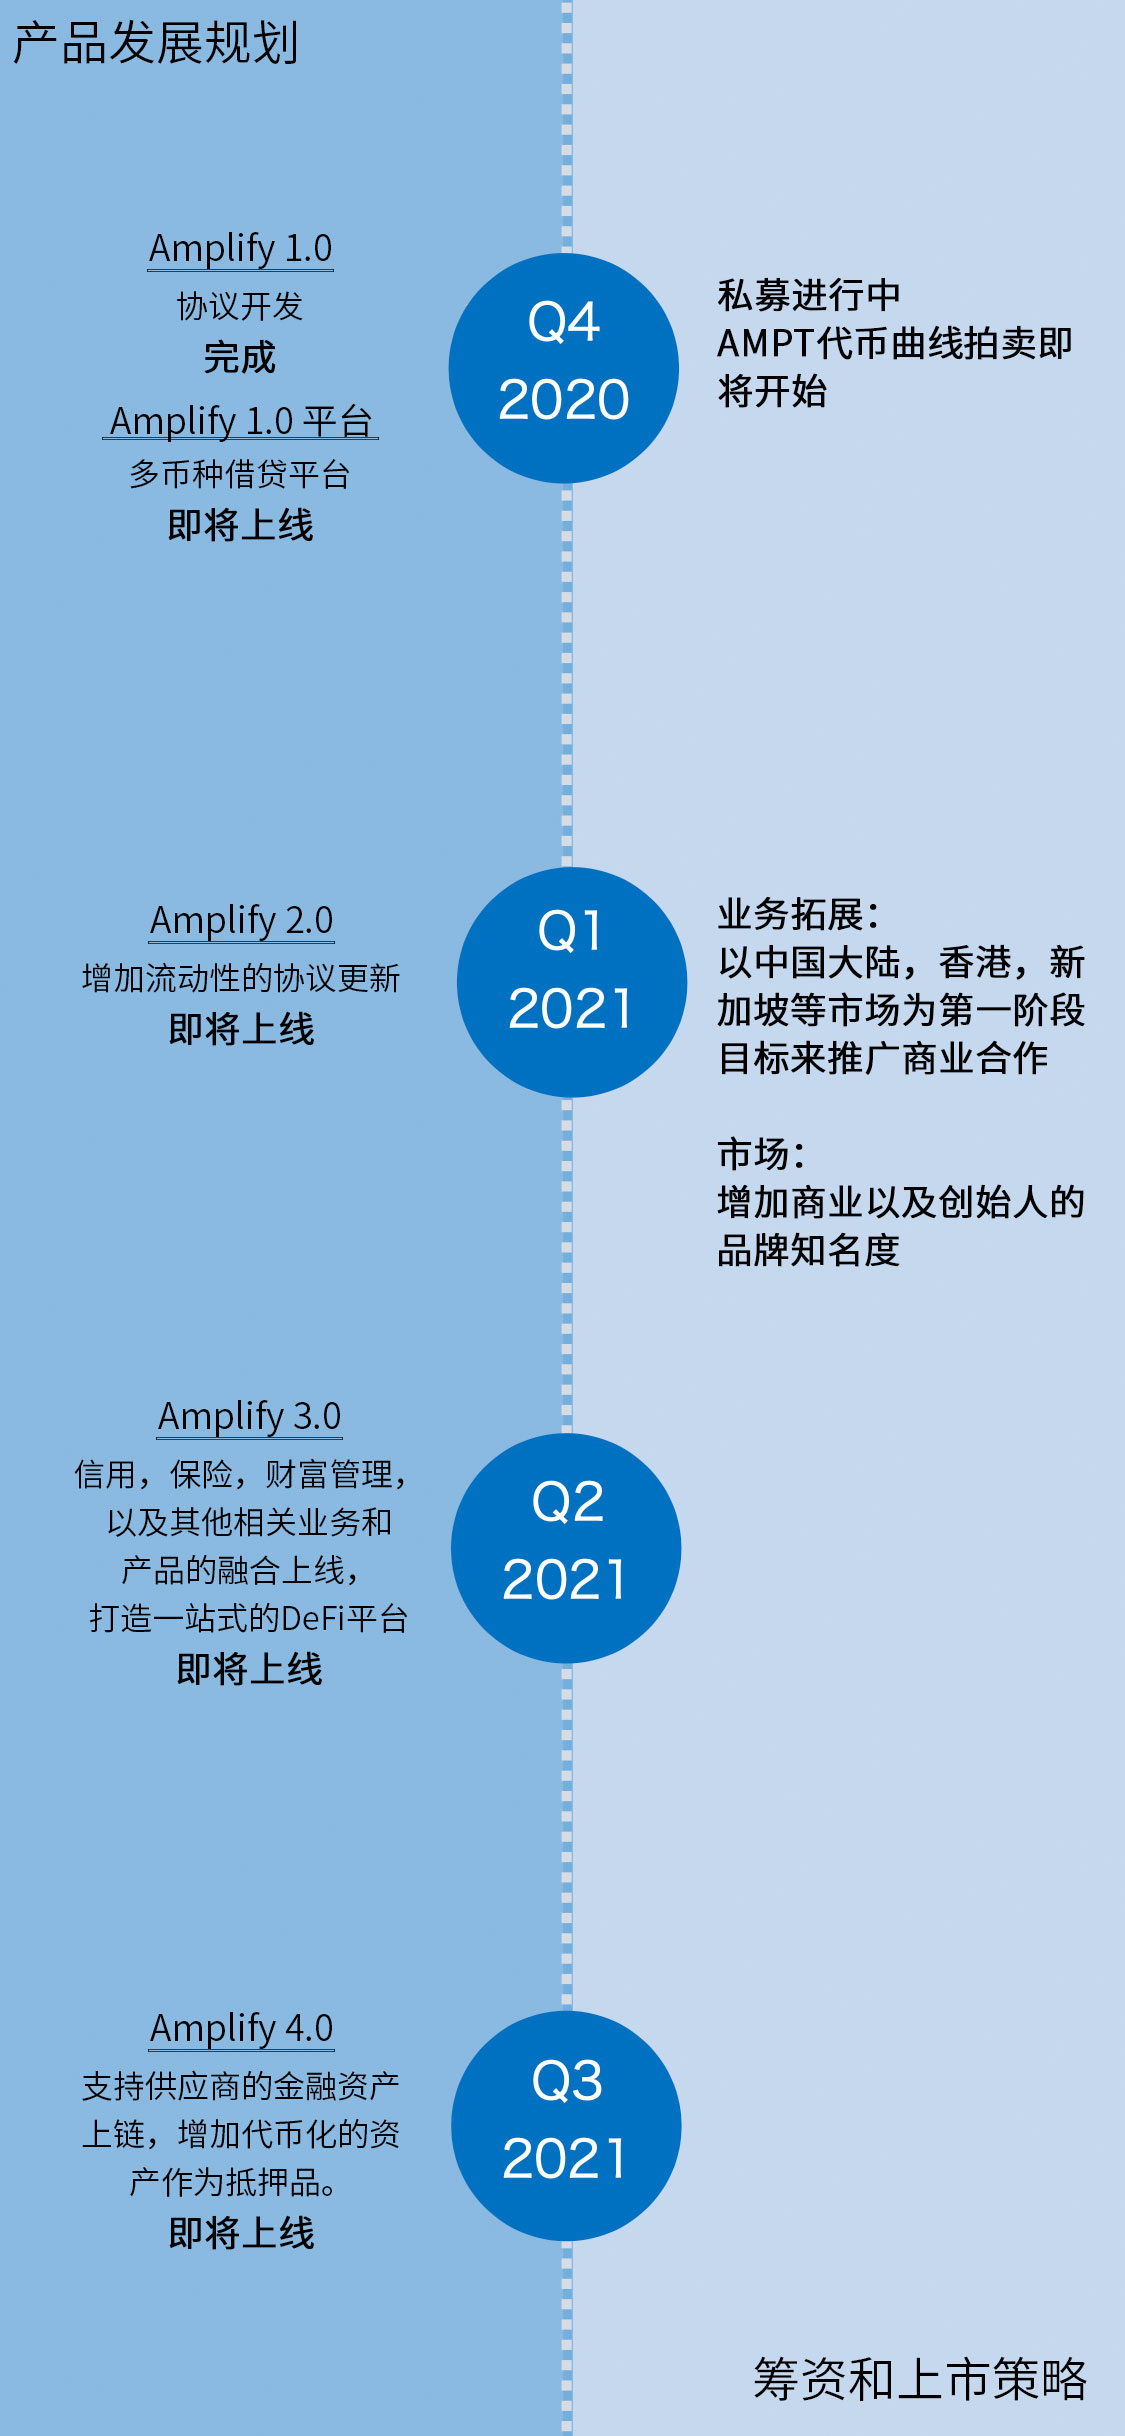 产品发展规划
Amplify 1.0
协议开发
完成
Amplify 1.0 平台
多币种借贷平台
即将上线
Q4
2020
私募进行中
AMPT代币曲线拍卖即
将开始
Amplify 2.0
增加流动性的协议更新
即将上线
Q1
2021
业务拓展：
以中国大陆，香港，新
加坡等市场为第一阶段
目标来推广商业合作
市场：
增加商业以及创始人的
品牌知名度
Amplify 3.0
信用，保险，财富管理，
以及其他相关业务和
产品的融合上线，
打造一站式的DeFi平台
即将上线
Q2
2021
Amplify 4.0
支持供应商的金融资产
上链，增加代币化的资
产作为抵押品。
即将上线
Q3
2021
筹资和上市策略